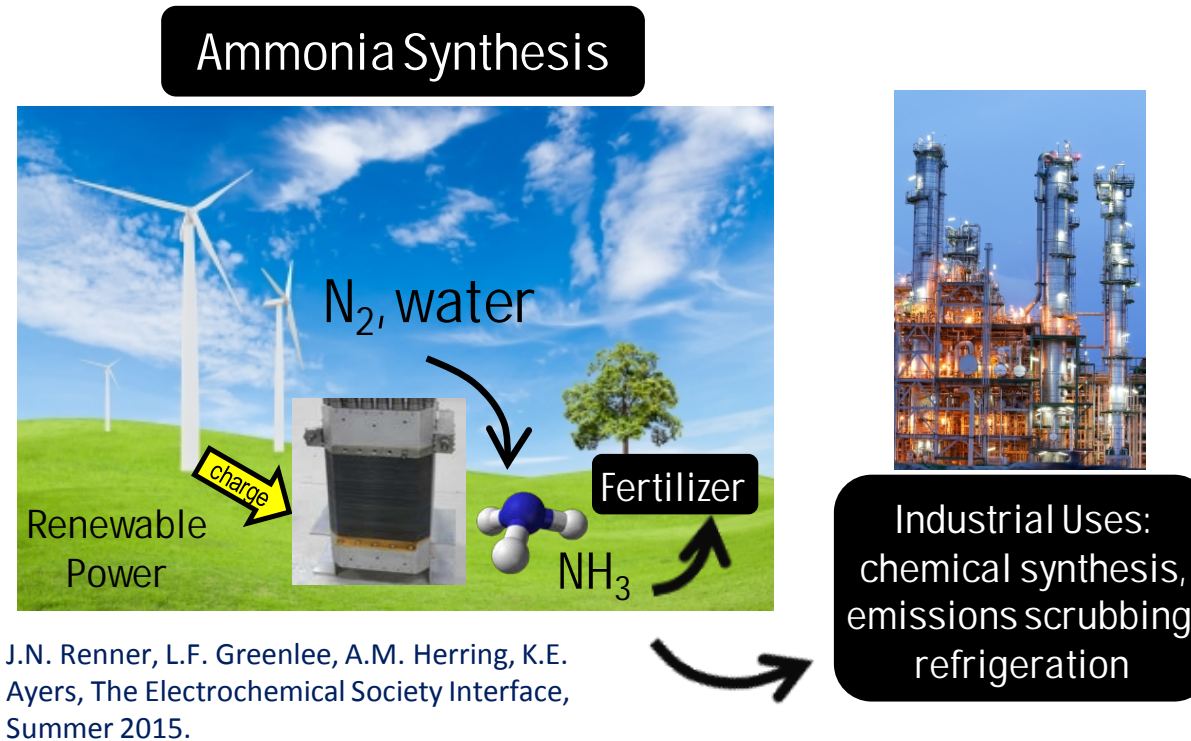 Ammonia Synthesis
N₂, water
charge
Renewable
Power
Fertilizer
NH₃
Industrial Uses:
chemical synthesis,
emissions scrubbing
refrigeration
J.N. Renner, L.F. Greenlee, A.M. Herring, K.E.
Ayers, The Electrochemical Society Interface,
Summer 2015.